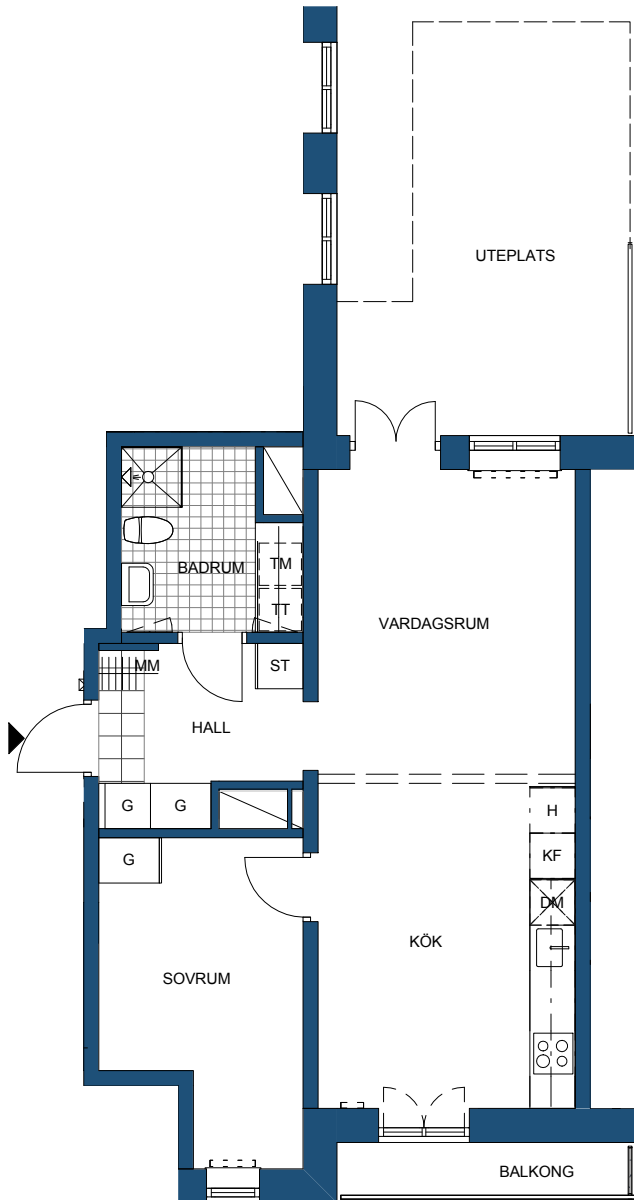 UTEPLATS
BADRUM
TM
TT
VARDAGSRUM
MM
ST
HALL
G
G
H
KF
G
DM
KÖK
SOVRUM
BALKONG